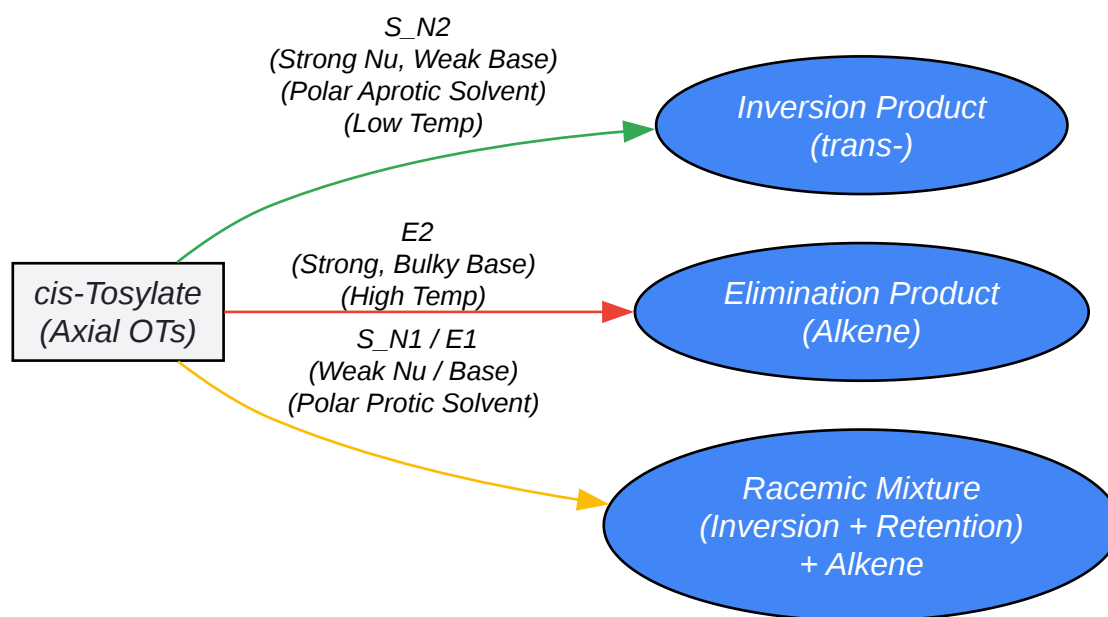 S_N2
(Strong Nu, Weak Base)
(Polar Aprotic Solvent)
(Low Temp)
Inversion Product
(trans-)
E2
(Strong, Bulky Base)
(High Temp)
cis-Tosylate
(Axial OTs)
Elimination Product
(Alkene)
S_N1 / E1
(Weak Nu / Base)
(Polar Protic Solvent)
Racemic Mixture
(Inversion + Retention)
+ Alkene